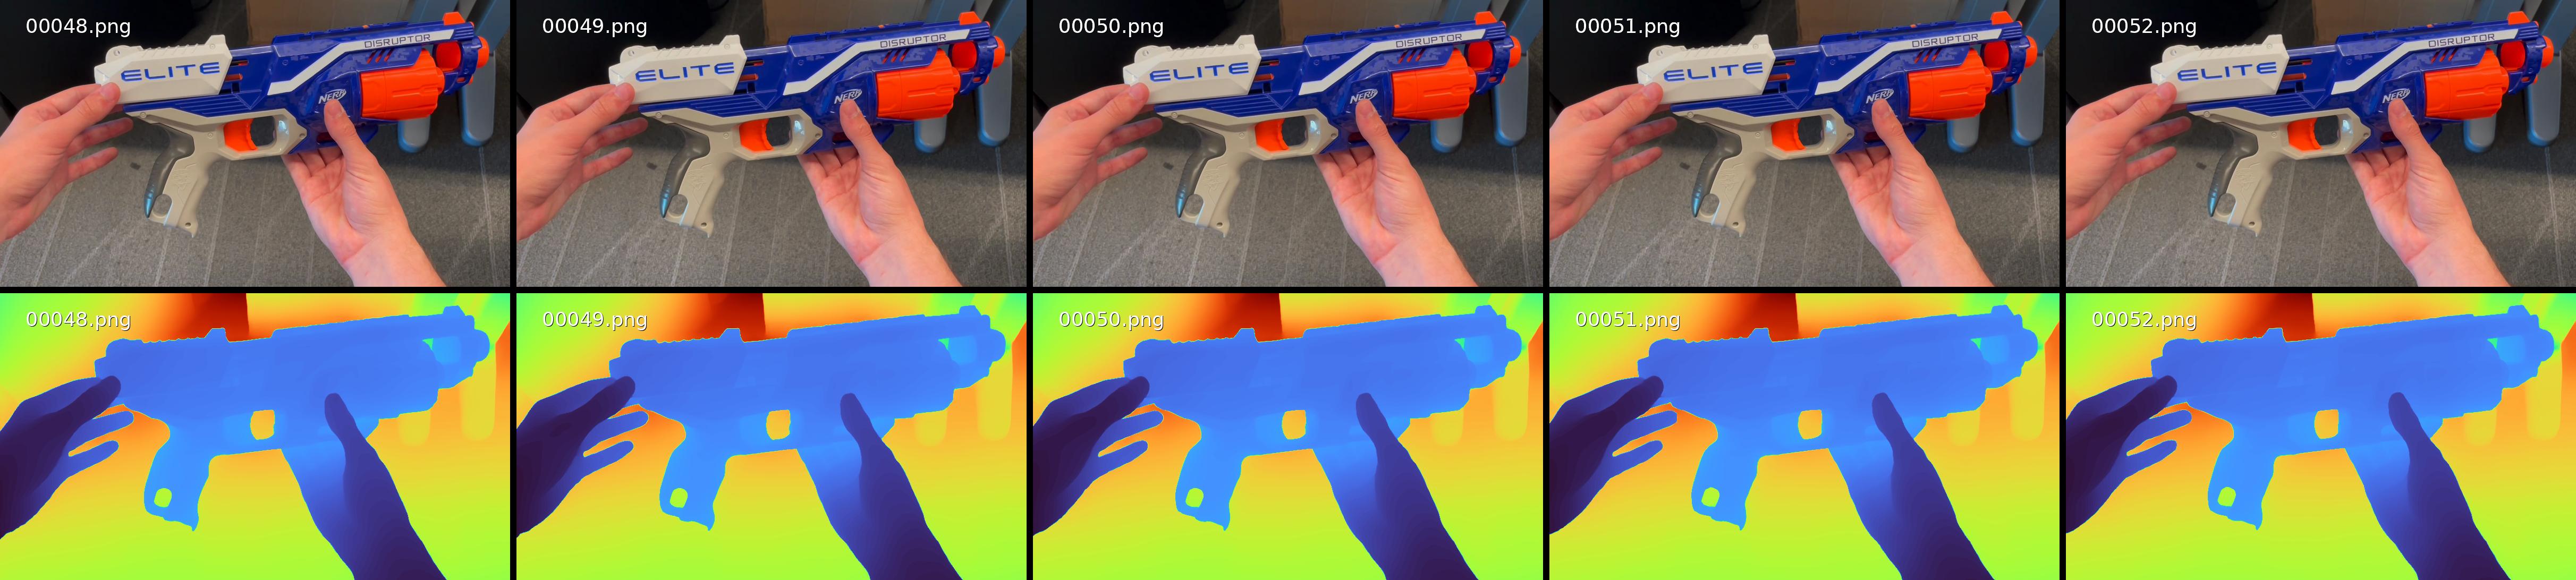 00048.png
ELITE
DISRUPTOR
NERF
00049.png
ELITE
DISRUPTOR
NERF
00050.png
ELITE
DISRUPTOR
NERF
00051.png
ELITE
DISRUPTOR
NERF
00052.png
ELITE
DISRUPTOR
NERF
00048.png
00049.png
00050.png
00051.png
00052.png